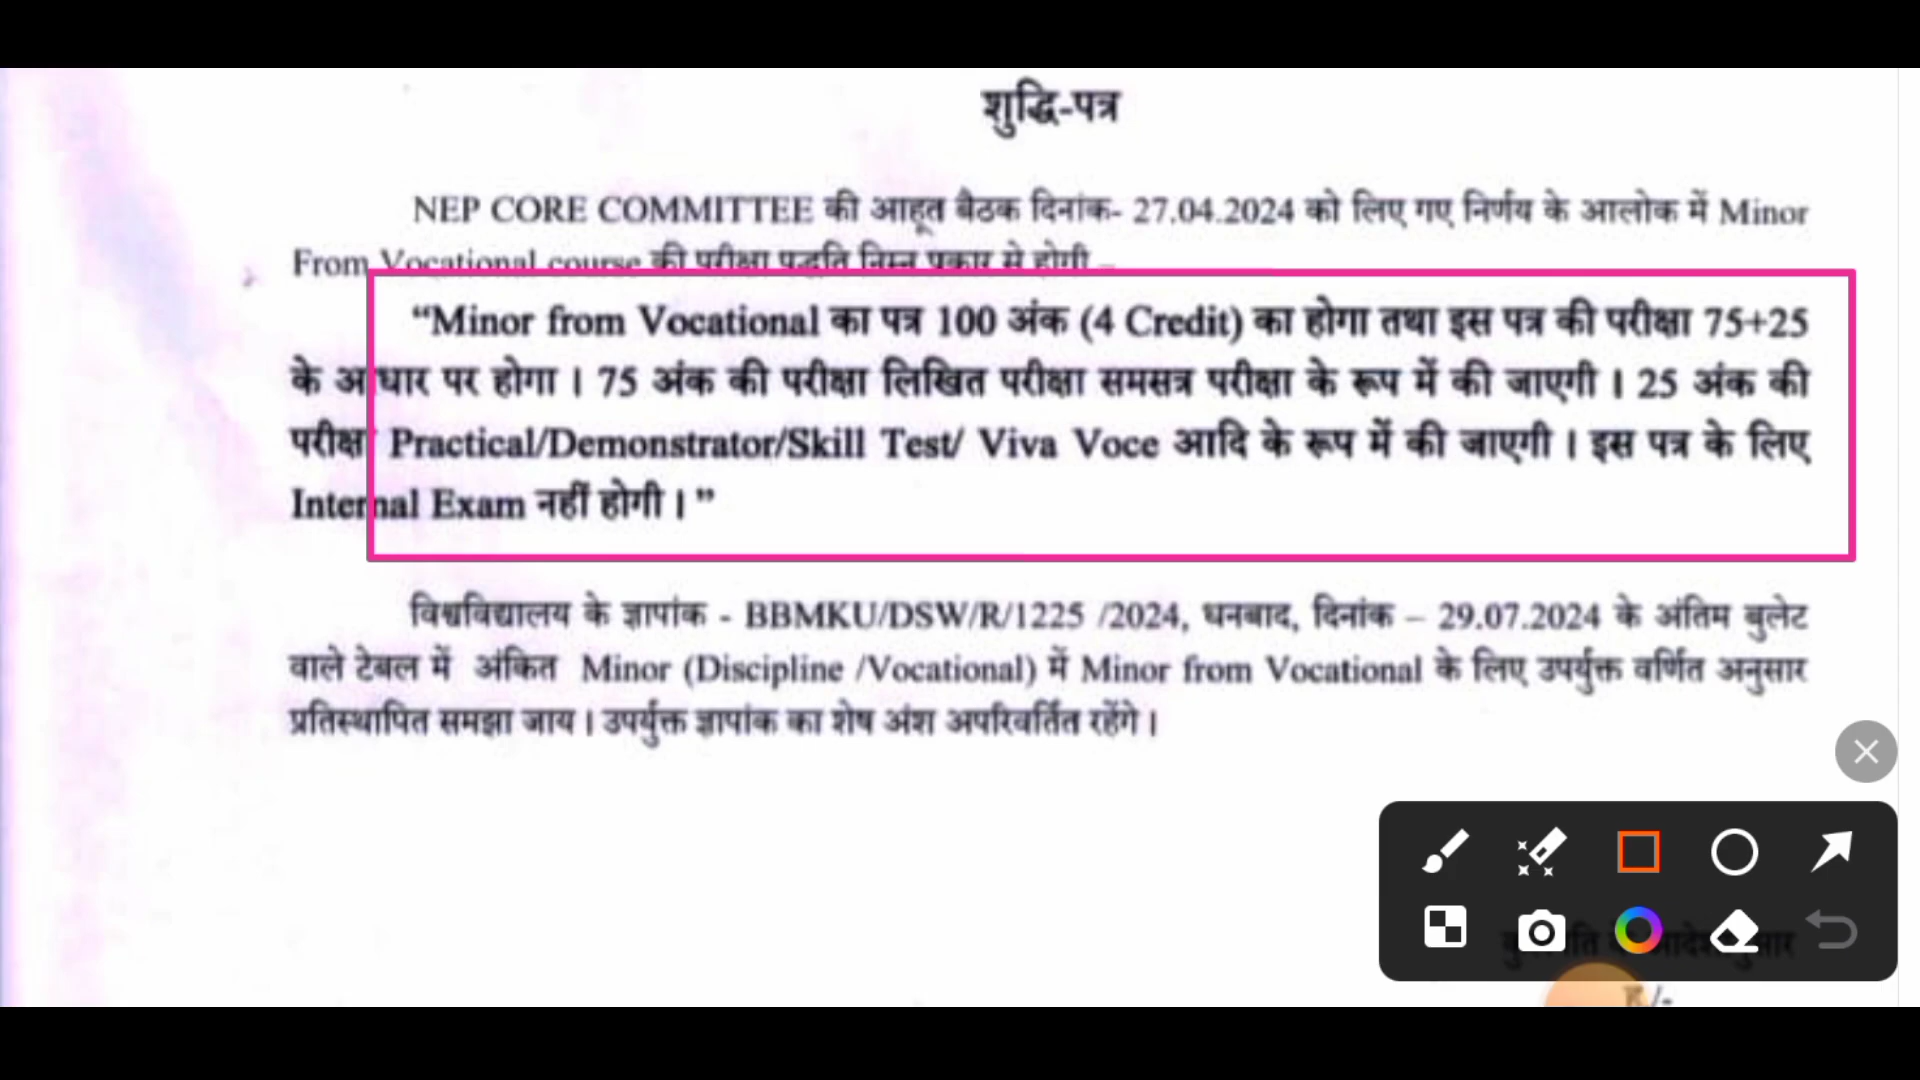 शुद्धि-पत्र
NEP CORE COMMITTEE की आहूत बैठक दिनांक- 27.04.2024 को लिए गए निर्णय के आलोक में Minor
From Vocational course की परीक्षा पद्धति निम्न प्रकार से होगी –
“Minor from Vocational का पत्र 100 अंक (4 Credit) का होगा तथा इस पत्र की परीक्षा 75+25
के आधार पर होगा । 75 अंक की परीक्षा लिखित परीक्षा समसत्र परीक्षा के रूप में की जाएगी । 25 अंक की
परीक्षा Practical/Demonstrator/Skill Test/ Viva Voce आदि के रूप में की जाएगी । इस पत्र के लिए
Internal Exam नहीं होगी । ”
विश्वविद्यालय के ज्ञापांक - BBMKU/DSW/R/1225 /2024, धनबाद, दिनांक – 29.07.2024 के अंतिम बुलेट
वाले टेबल में अंकित Minor (Discipline /Vocational) में Minor from Vocational के लिए उपर्युक्त वर्णित अनुसार
प्रतिस्थापित समझा जाय । उपर्युक्त ज्ञापांक का शेष अंश अपरिवर्तित रहेंगे ।